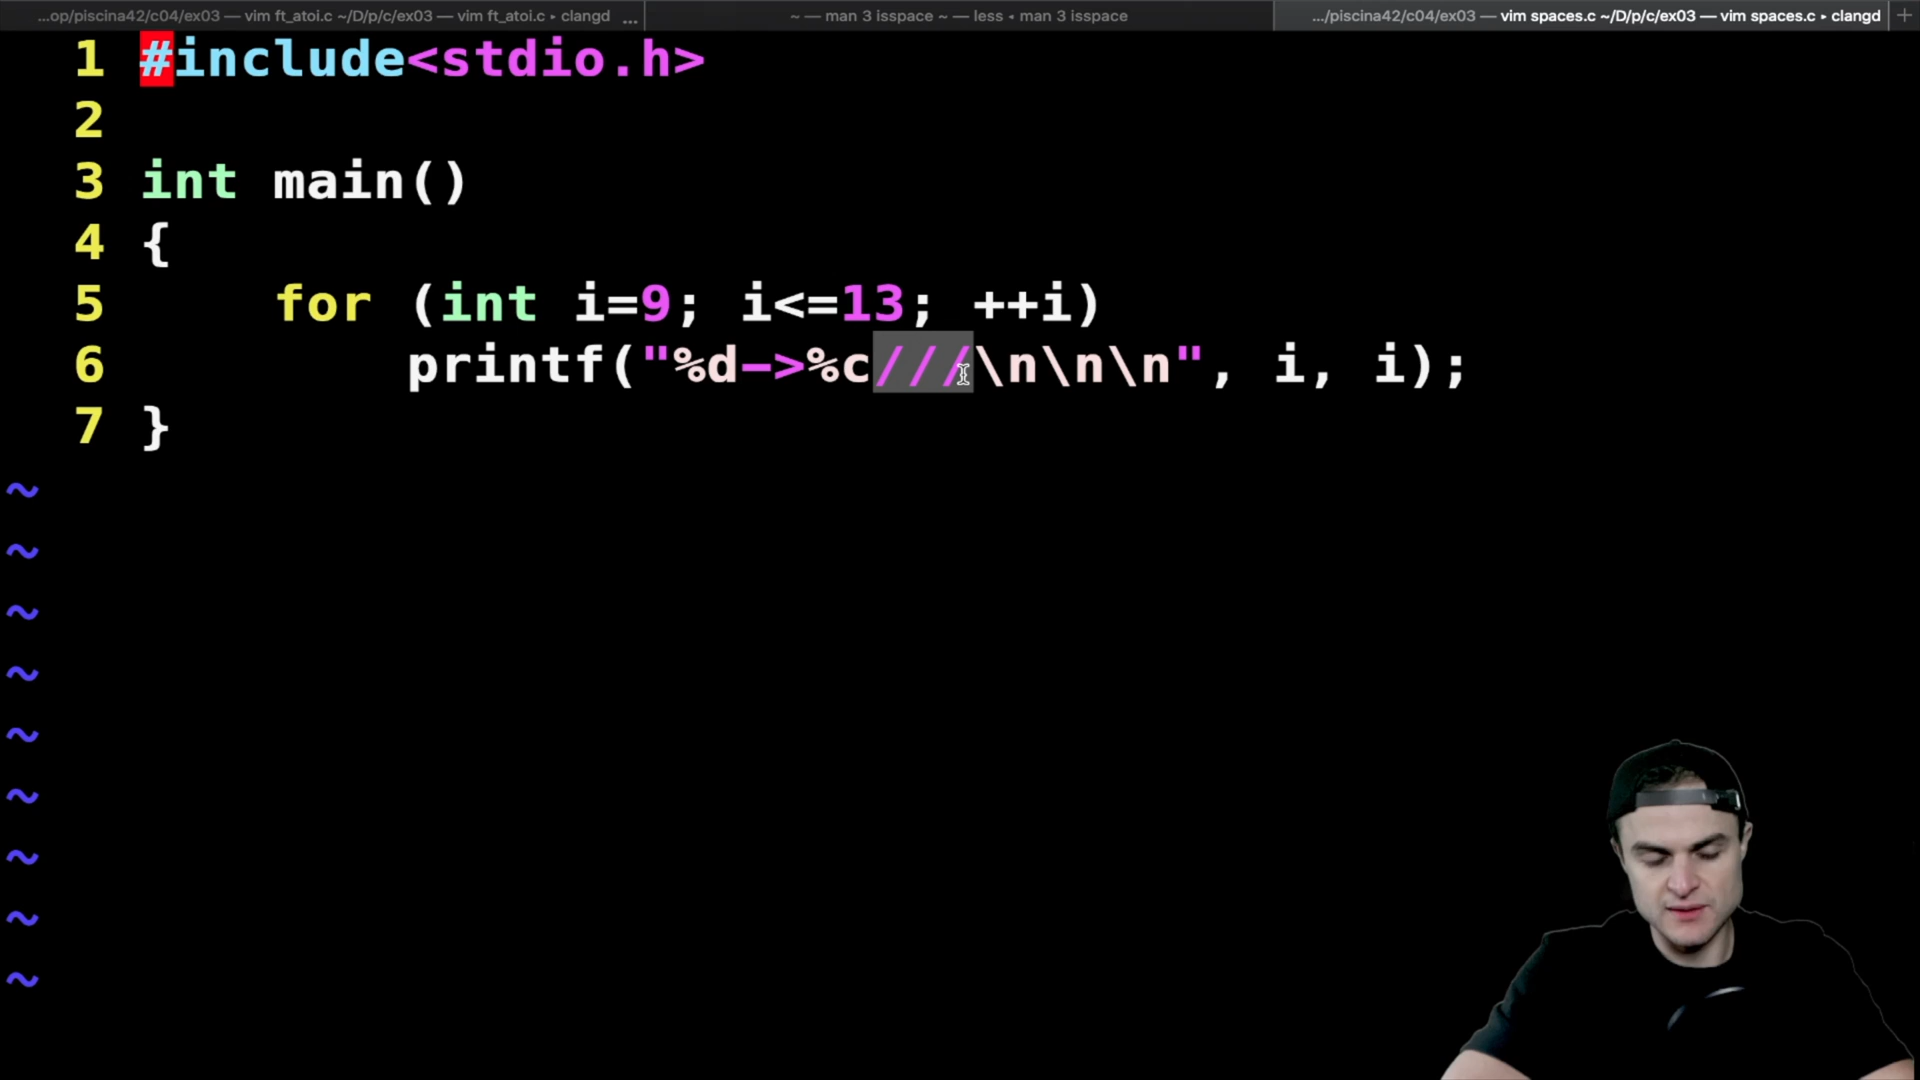 ...op/piscina42/c04/ex03 — vim ft_atoi.c ~/D/p/c/ex03 — vim ft_atoi.c ▸ clangd ...
~ — man 3 isspace ~ — less ◂ man 3 isspace
.../piscina42/c04/ex03 — vim spaces.c ~/D/p/c/ex03 — vim spaces.c ▸ clangd +
1 #include<stdio.h>
2
3 int main()
4 {
5     for (int i=9; i<=13; ++i)
6         printf("%d->%c///\n\n\n", i, i);
7 }
~
~
~
~
~
~
~
~
~